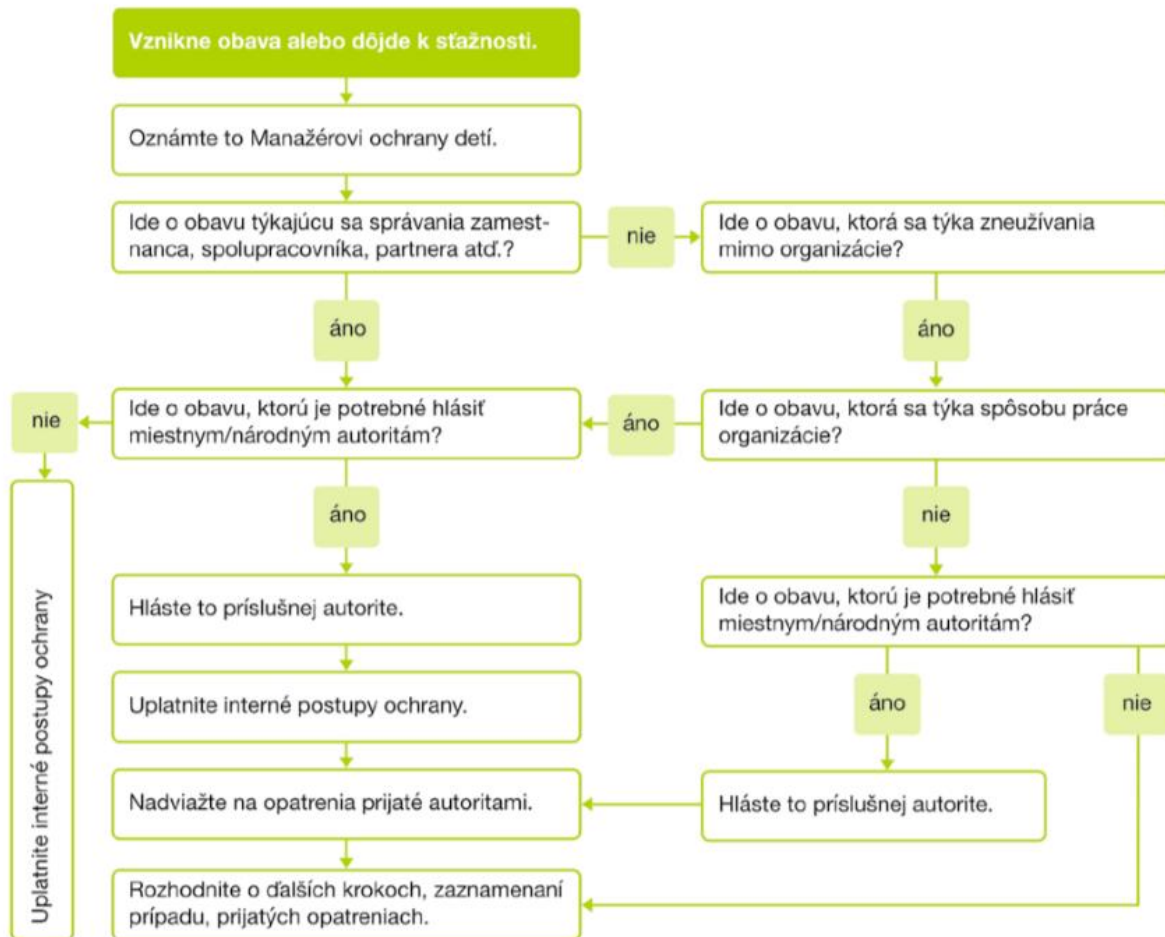 Vznikne obava alebo dôjde k sťažnosti.
Oznámte to Manažérovi ochrany detí.
Ide o obavu týkajúcu sa správania zamest-
nanca, spolupracovníka, partnera atď.?
nie
Ide o obavu, ktorá sa týka zneužívania
mimo organizácie?
áno
áno
nie
Ide o obavu, ktorú je potrebné hlásiť
miestnym/národným autoritám?
áno
Ide o obavu, ktorá sa týka spôsobu práce
organizácie?
áno
nie
Uplatnite interné postupy ochrany
Hláste to príslušnej autorite.
Ide o obavu, ktorú je potrebné hlásiť
miestnym/národným autoritám?
Uplatnite interné postupy ochrany.
áno
nie
Nadviažte na opatrenia prijaté autoritami.
Hláste to príslušnej autorite.
Rozhodnite o ďalších krokoch, zaznamenaní
prípadu, prijatých opatreniach.